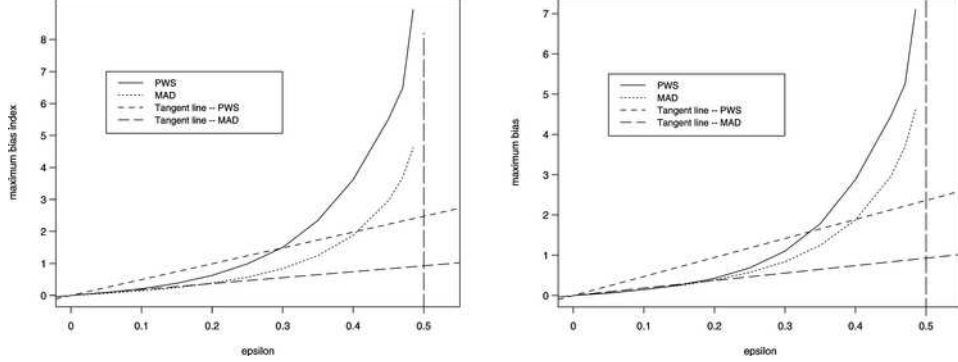 8
7
6
5
4
3
2
1
0
maximum bias index
PWS
MAD
Tangent line -- PWS
Tangent line -- MAD
0 0.1 0.2 0.3 0.4 0.5
epsilon
7
6
5
4
3
2
1
0
maximum bias
PWS
MAD
Tangent line -- PWS
Tangent line -- MAD
0 0.1 0.2 0.3 0.4 0.5
epsilon